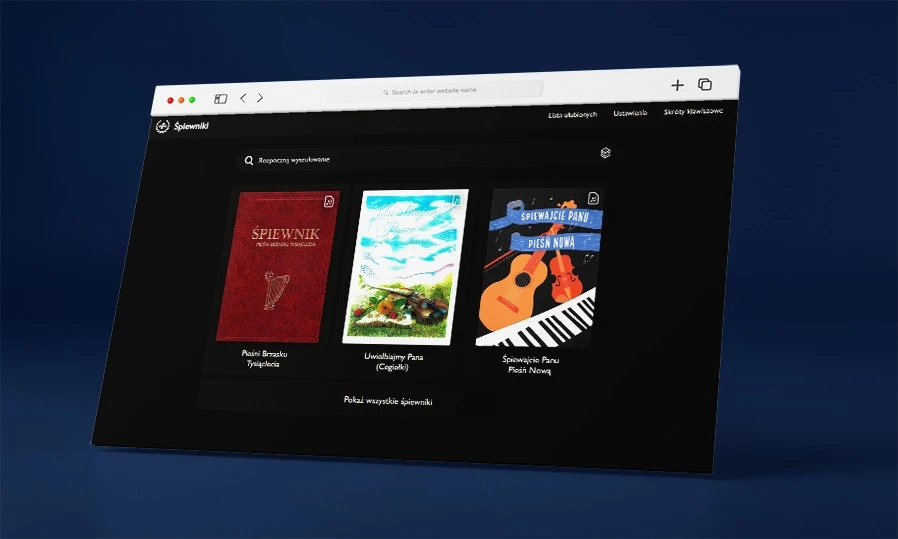 Search or enter website name
Śpiewniki
Lista ulubionych
Ustawienia
Skróty klawiszowe
Rozpocznij wyszukiwanie
ŚPIEWNIK
PIEŚNI BRZASKU TYSIĄCLECIA
ŚPIEWAJCIE PANU
PIEŚŃ NOWĄ
Pieśni Brzasku
Tysiąclecia
Uwielbiajmy Pana
(Cegiełki)
Śpiewajcie Panu
Pieśń Nową
Pokaż wszystkie śpiewniki